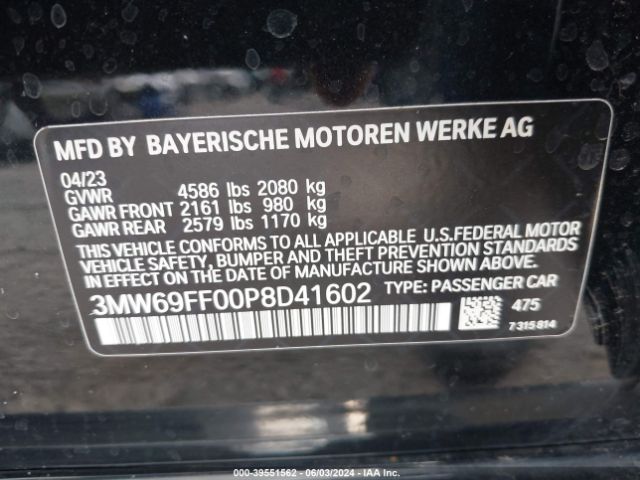 MFD BY BAYERISCHE MOTOREN WERKE AG
04/23
GVWR 4586 lbs 2080 kg
GAWR FRONT 2161 lbs 980 kg
GAWR REAR 2579 lbs 1170 kg
THIS VEHICLE CONFORMS TO ALL APPLICABLE U.S.FEDERAL MOTOR
VEHICLE SAFETY, BUMPER AND THEFT PREVENTION STANDARDS
IN EFFECT ON THE DATE OF MANUFACTURE SHOWN ABOVE.
3MW69FF00P8D41602 TYPE: PASSENGER CAR
475
7315814
000-39551562 - 06/03/2024 - IAA Inc.